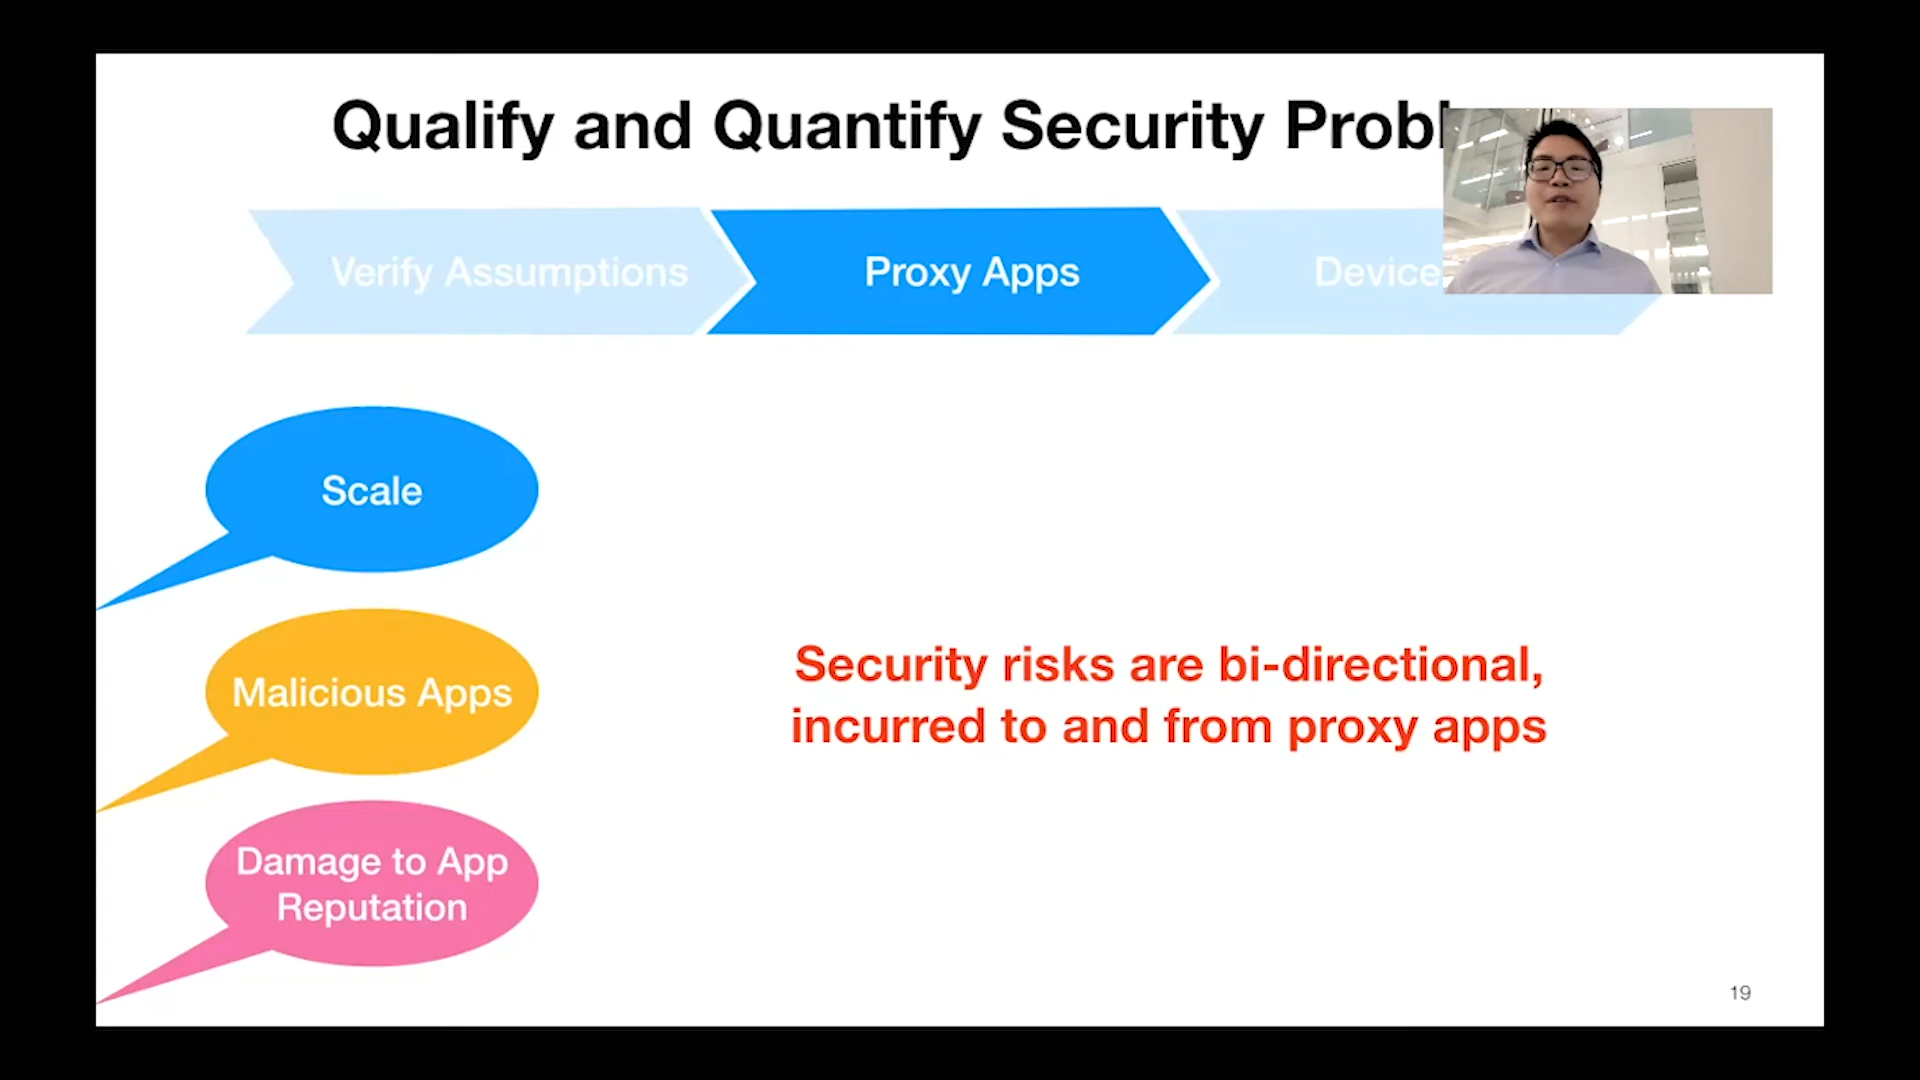 Qualify and Quantify Security Prob
Verify Assumptions
Proxy Apps
Device
Scale
Malicious Apps
Damage to App
Reputation
Security risks are bi-directional,
incurred to and from proxy apps
19